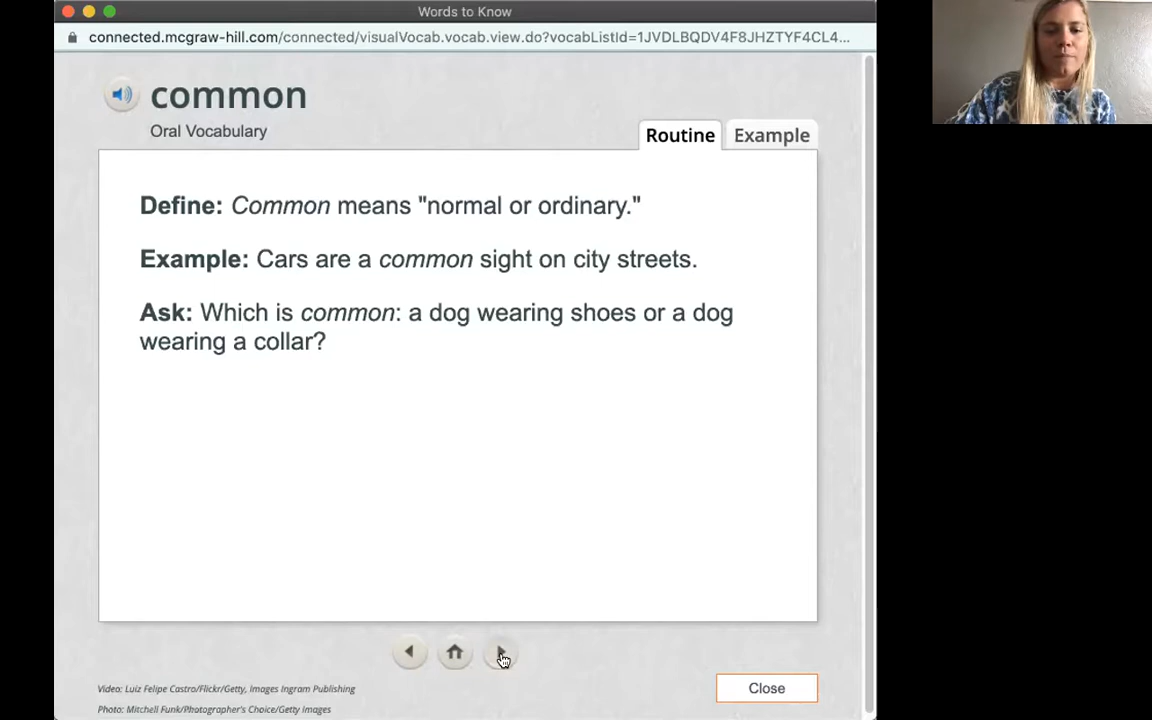 Words to Know
connected.mcgraw-hill.com/connected/visualVocab.vocab.view.do?vocabListId=1JVDLBQDV4F8JHZTYF4CL4...
common
Oral Vocabulary
Routine
Example
Define: Common means "normal or ordinary."
Example: Cars are a common sight on city streets.
Ask: Which is common: a dog wearing shoes or a dog
wearing a collar?
Video: Luiz Felipe Castro/Flickr/Getty, Images Ingram Publishing
Close
Photo: Mitchell Funk/Photographer's Choice/Getty Images